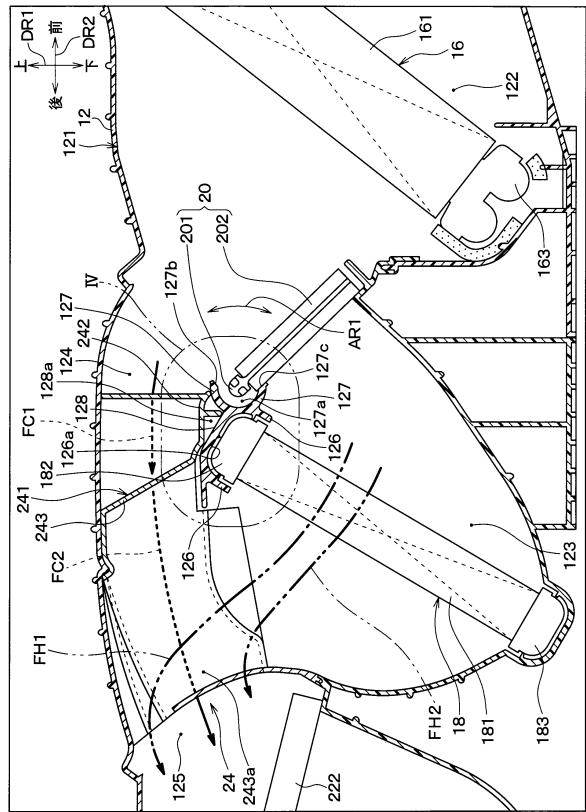 上
下
前
後
DR1
DR2
12
121
161
16
122
20
201
202
163
127b
127
IV
242
124
128a
128
FC1
126a
182
241
243
FC2
126
FH1
AR1
127c
127
127a
126
123
125
24
243a
222
FH2
18
181
183